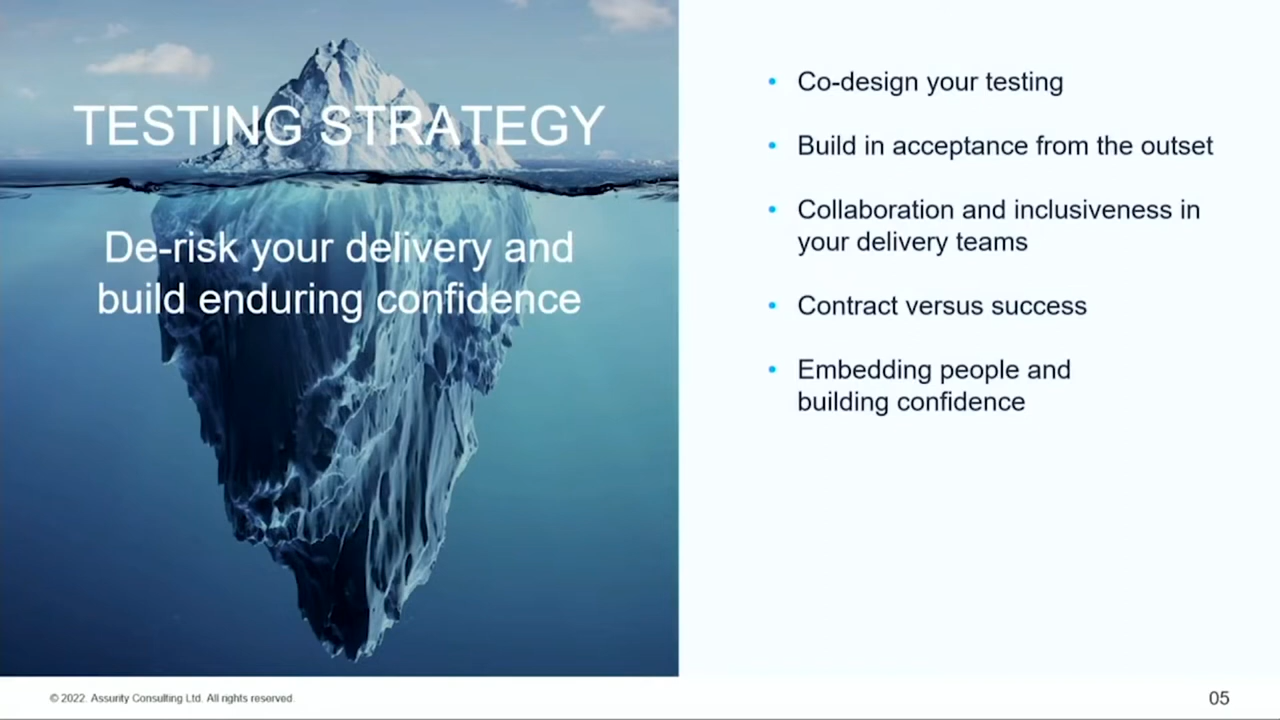 TESTING STRATEGY
De-risk your delivery and
build enduring confidence
• Co-design your testing
• Build in acceptance from the outset
• Collaboration and inclusiveness in
your delivery teams
• Contract versus success
• Embedding people and
building confidence
© 2022. Assurity Consulting Ltd. All rights reserved.
05